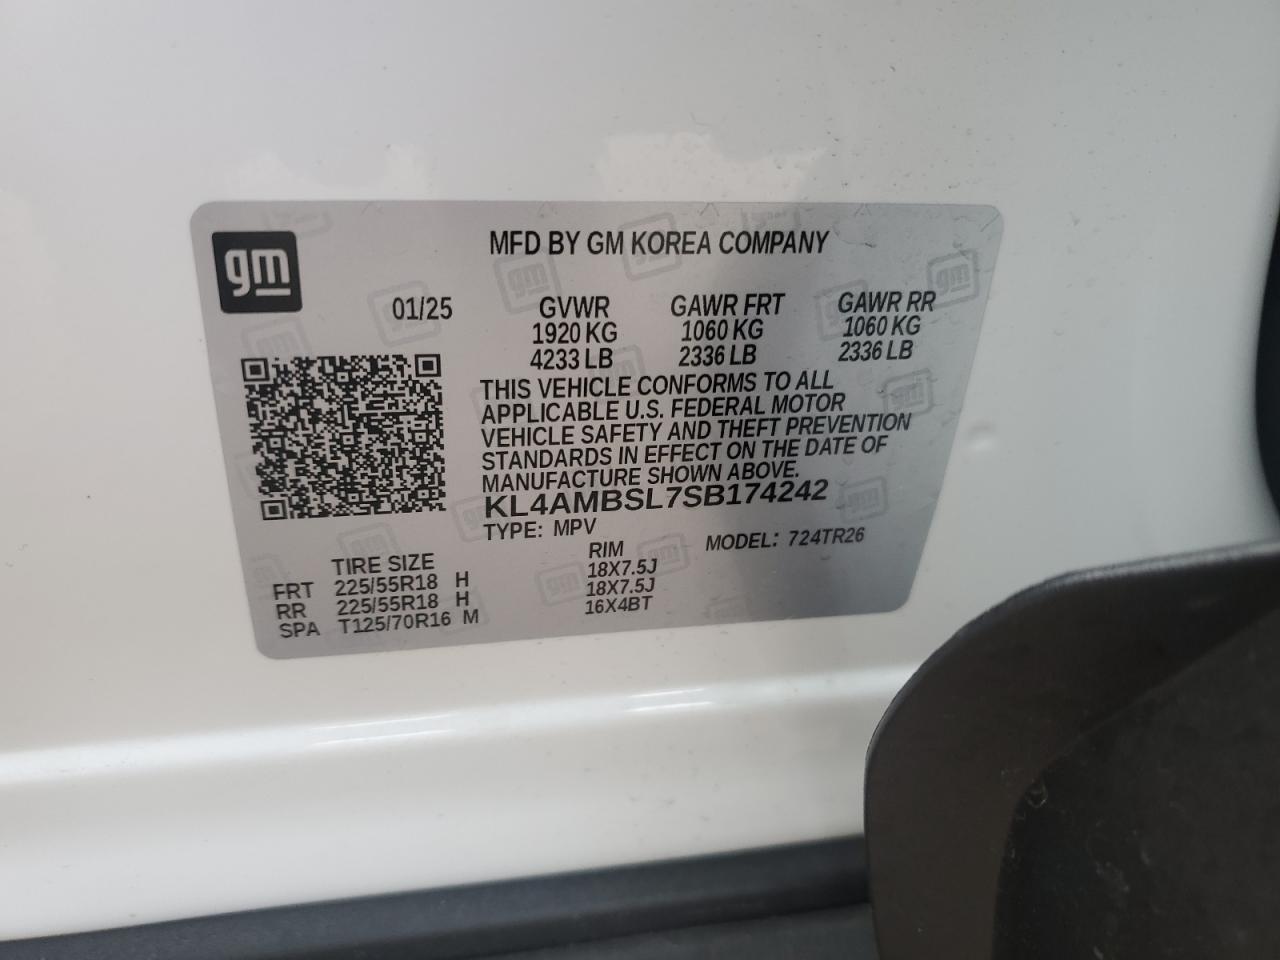 gm
MFD BY GM KOREA COMPANY
01/25 GVWR GAWR FRT GAWR RR
1920 KG 1060 KG 1060 KG
4233 LB 2336 LB 2336 LB
THIS VEHICLE CONFORMS TO ALL
APPLICABLE U.S. FEDERAL MOTOR
VEHICLE SAFETY AND THEFT PREVENTION
STANDARDS IN EFFECT ON THE DATE OF
MANUFACTURE SHOWN ABOVE.
KL4AMBSL7SB174242
TYPE: MPV MODEL: 724TR26
TIRE SIZE RIM
FRT 225/55R18 H 18X7.5J
RR 225/55R18 H 18X7.5J
SPA T125/70R16 M 16X4BT